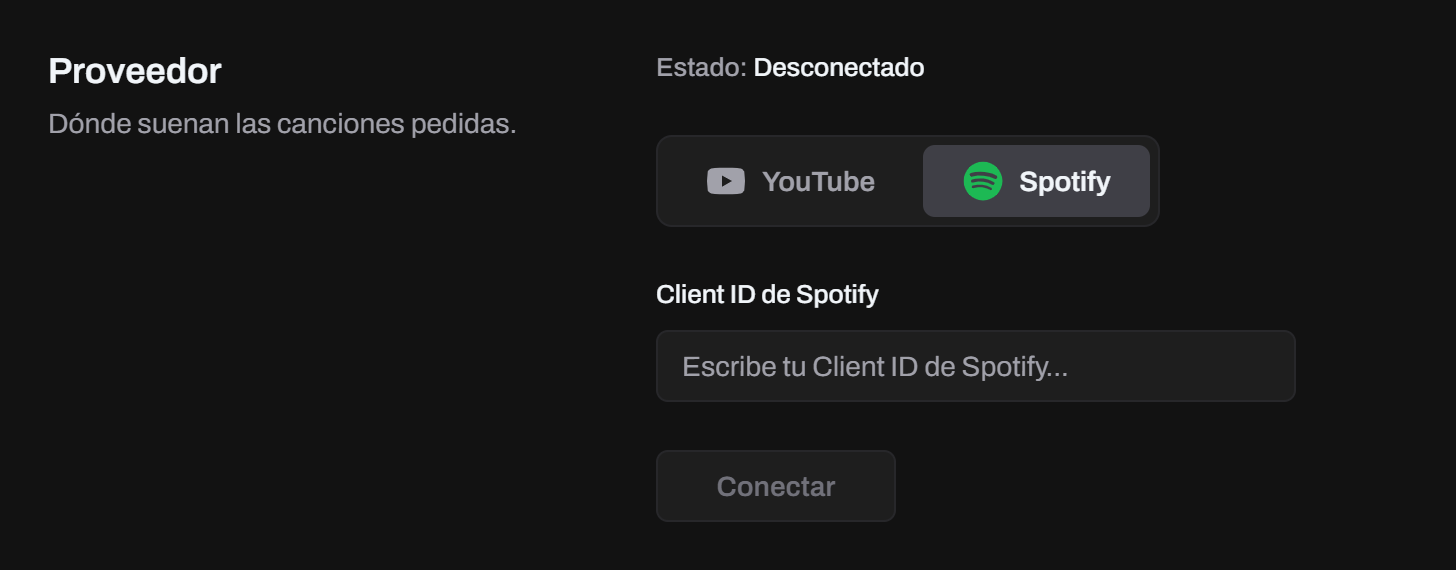 Proveedor
Dónde suenan las canciones pedidas.
Estado: Desconectado
YouTube
Spotify
Client ID de Spotify
Escribe tu Client ID de Spotify...
Conectar